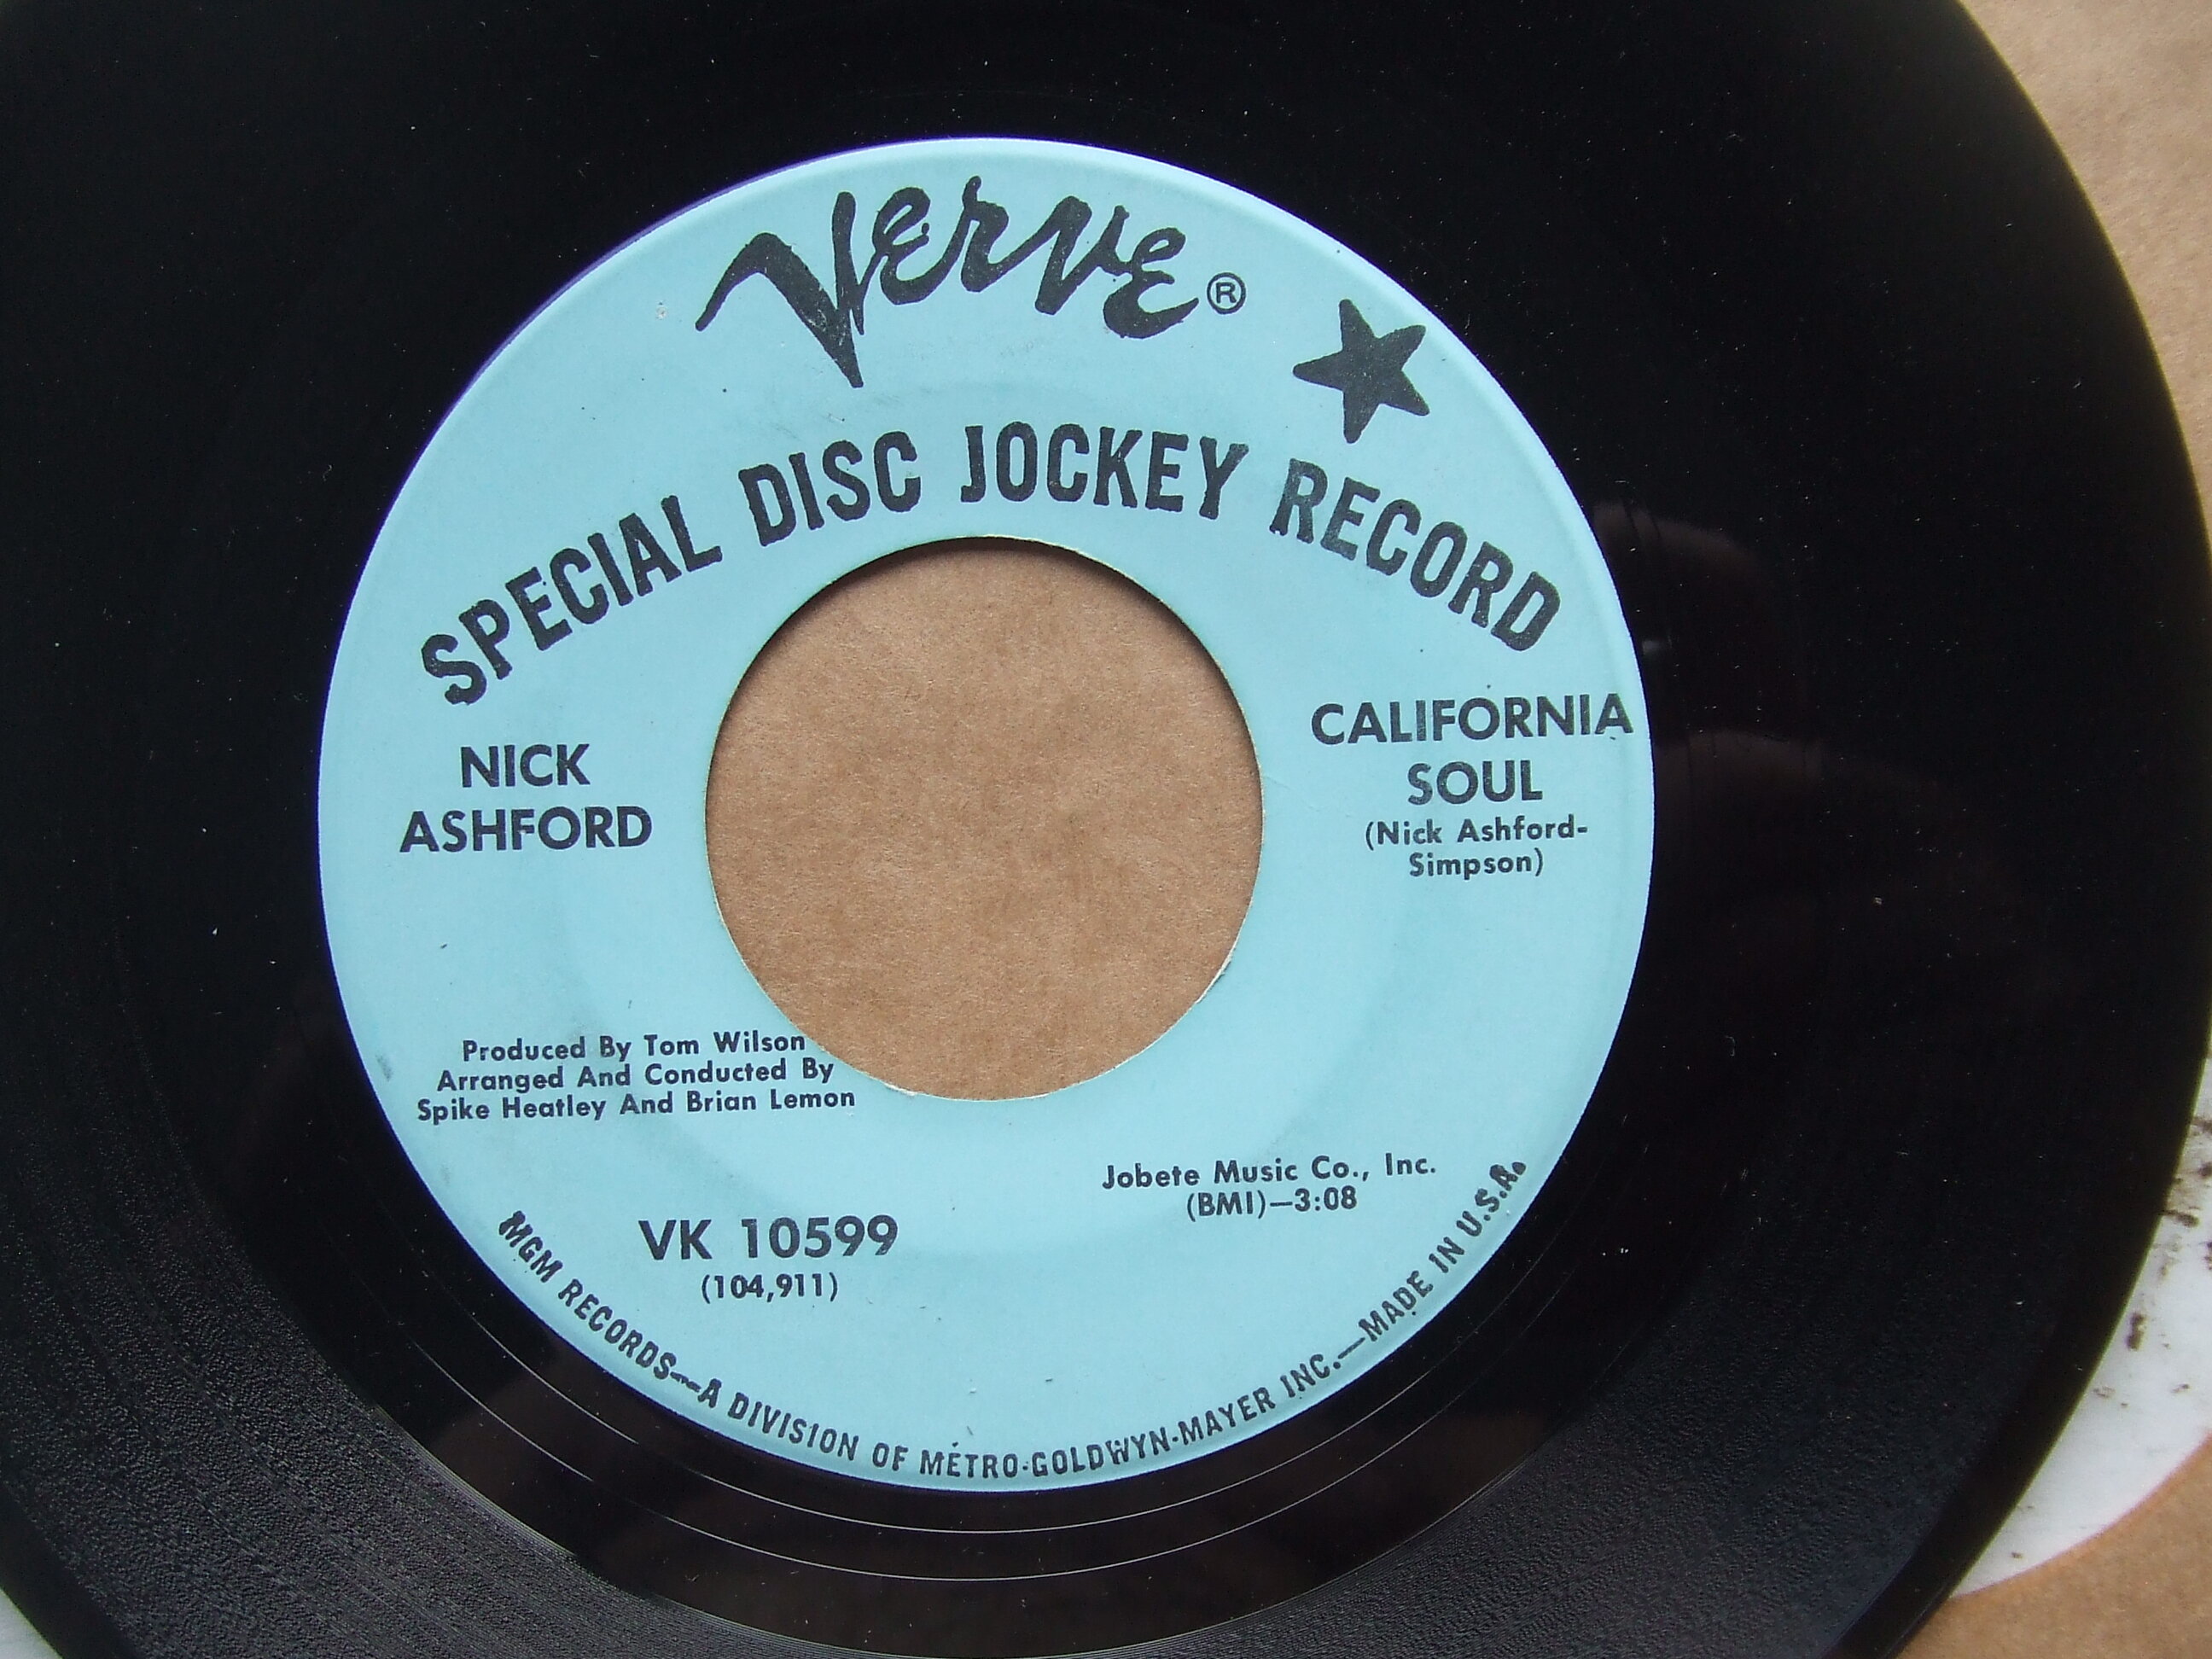 Verve®
SPECIAL DISC JOCKEY RECORD
NICK
ASHFORD
CALIFORNIA
SOUL
(Nick Ashford-
Simpson)
Produced By Tom Wilson
Arranged And Conducted By
Spike Heatley And Brian Lemon
Jobete Music Co., Inc.
(BMI)—3:08
VK 10599
(104,911)
MGM RECORDS—A DIVISION OF METRO-GOLDWYN-MAYER INC.—MADE IN U.S.A.